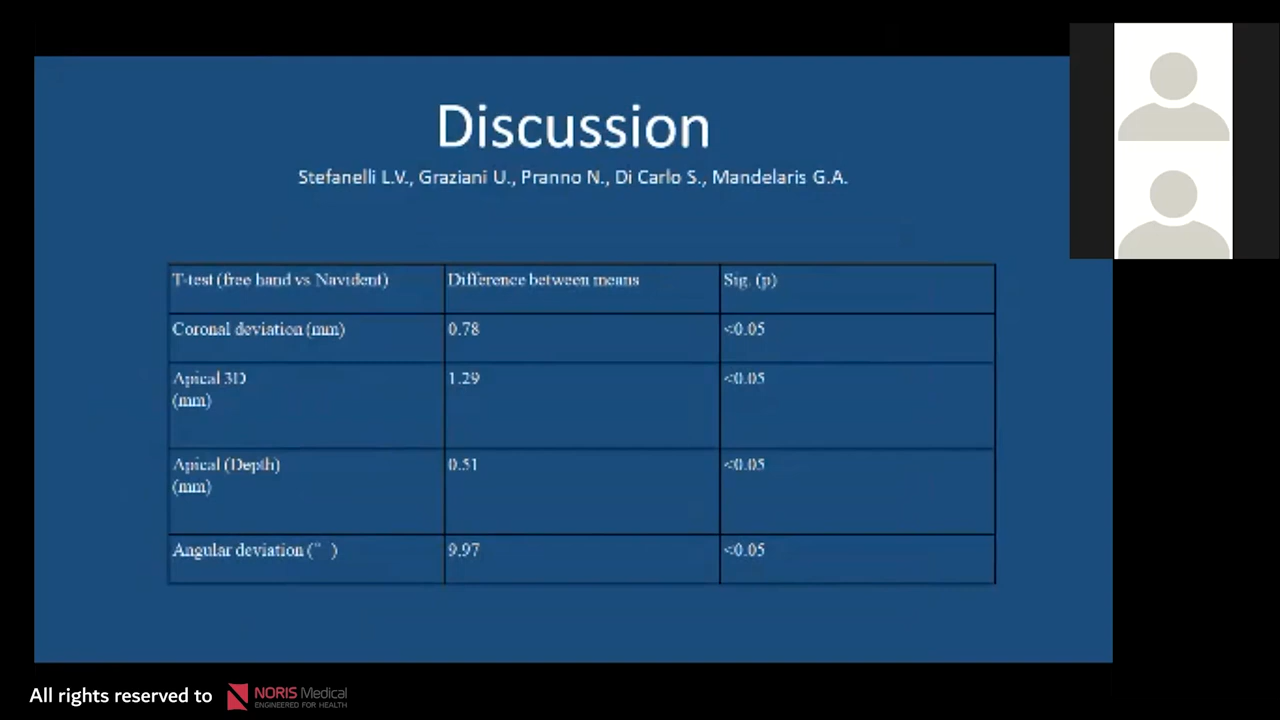 Discussion
Stefanelli L.V., Graziani U., Pranno N., Di Carlo S., Mandelaris G.A.
T-test (free hand vs Navident) Difference between means Sig. (p)
Coronal deviation (mm) 0.78 <0.05
Apical 3D 1.29 <0.05
(mm)
Apical (Depth) 0.51 <0.05
(mm)
Angular deviation (° ) 9.97 <0.05
All rights reserved to NORIS Medical
ENGINEERED FOR HEALTH